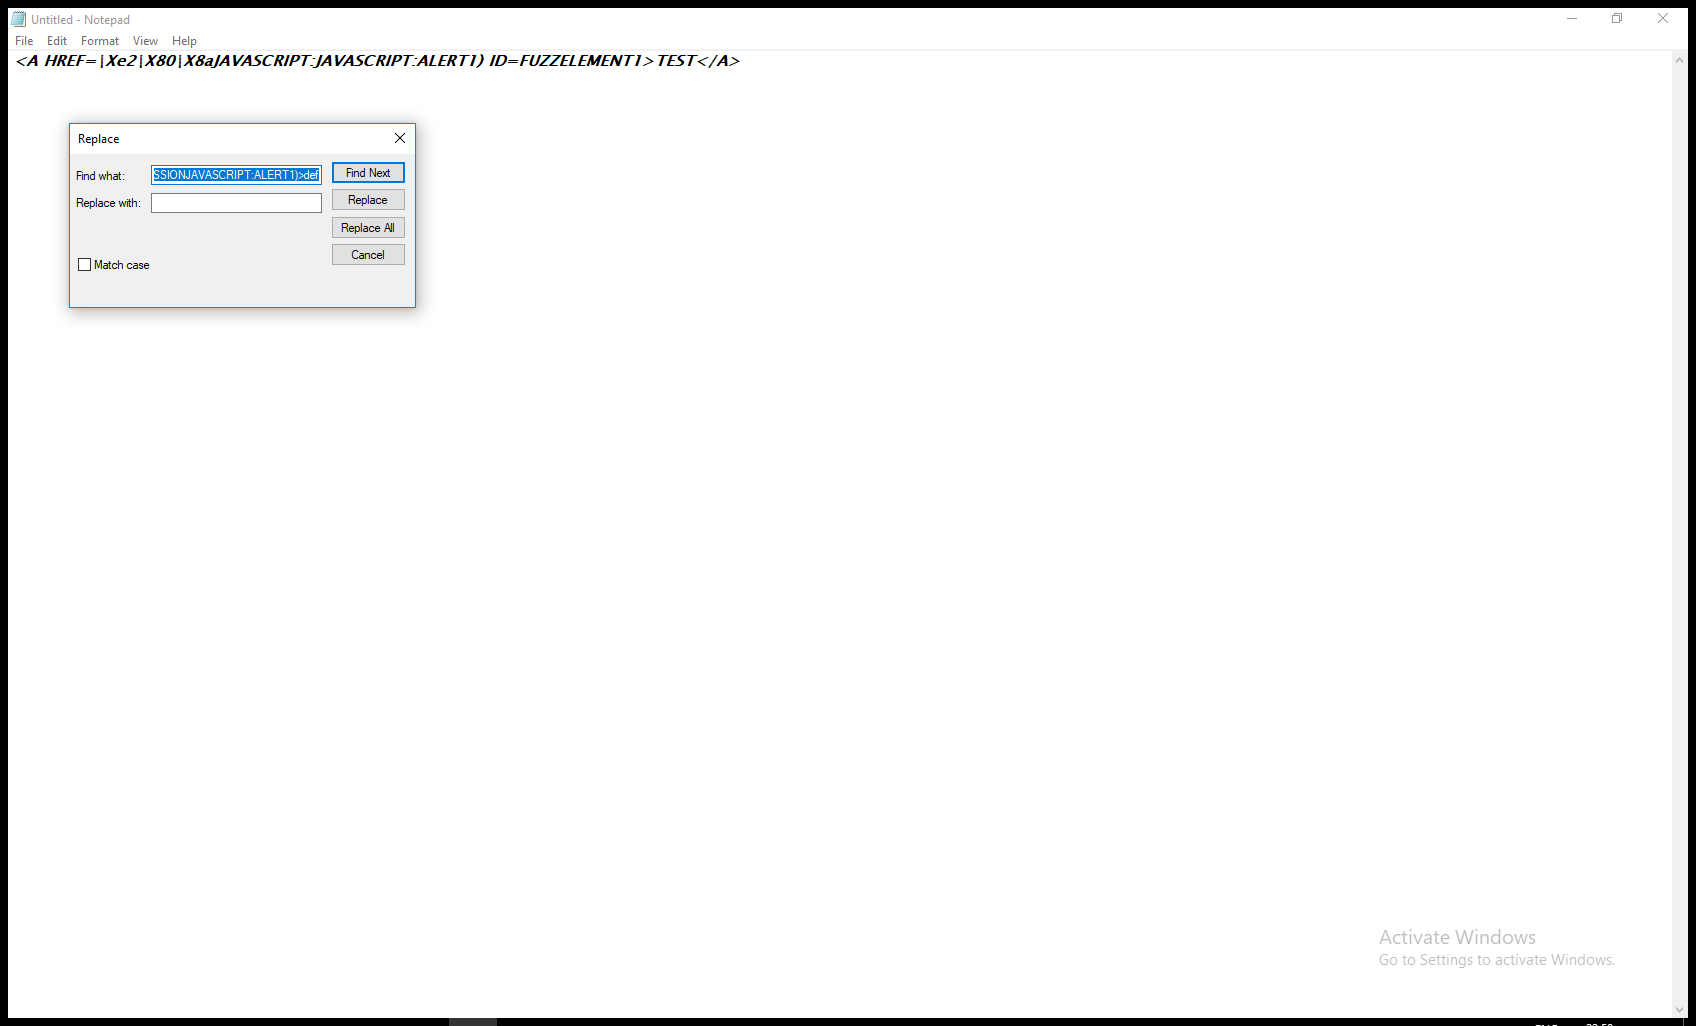 Untitled - Notepad
File Edit Format View Help
<A HREF=\Xe2\X80\X8aJAVASCRIPT:JAVASCRIPT:ALERT1) ID=FUZZELEMENT1>TEST</A>
Replace
Find what: SSIONJAVASCRIPT:ALERT1)>def Find Next
Replace with: Replace
Replace All
Cancel
Match case
Activate Windows
Go to Settings to activate Windows.